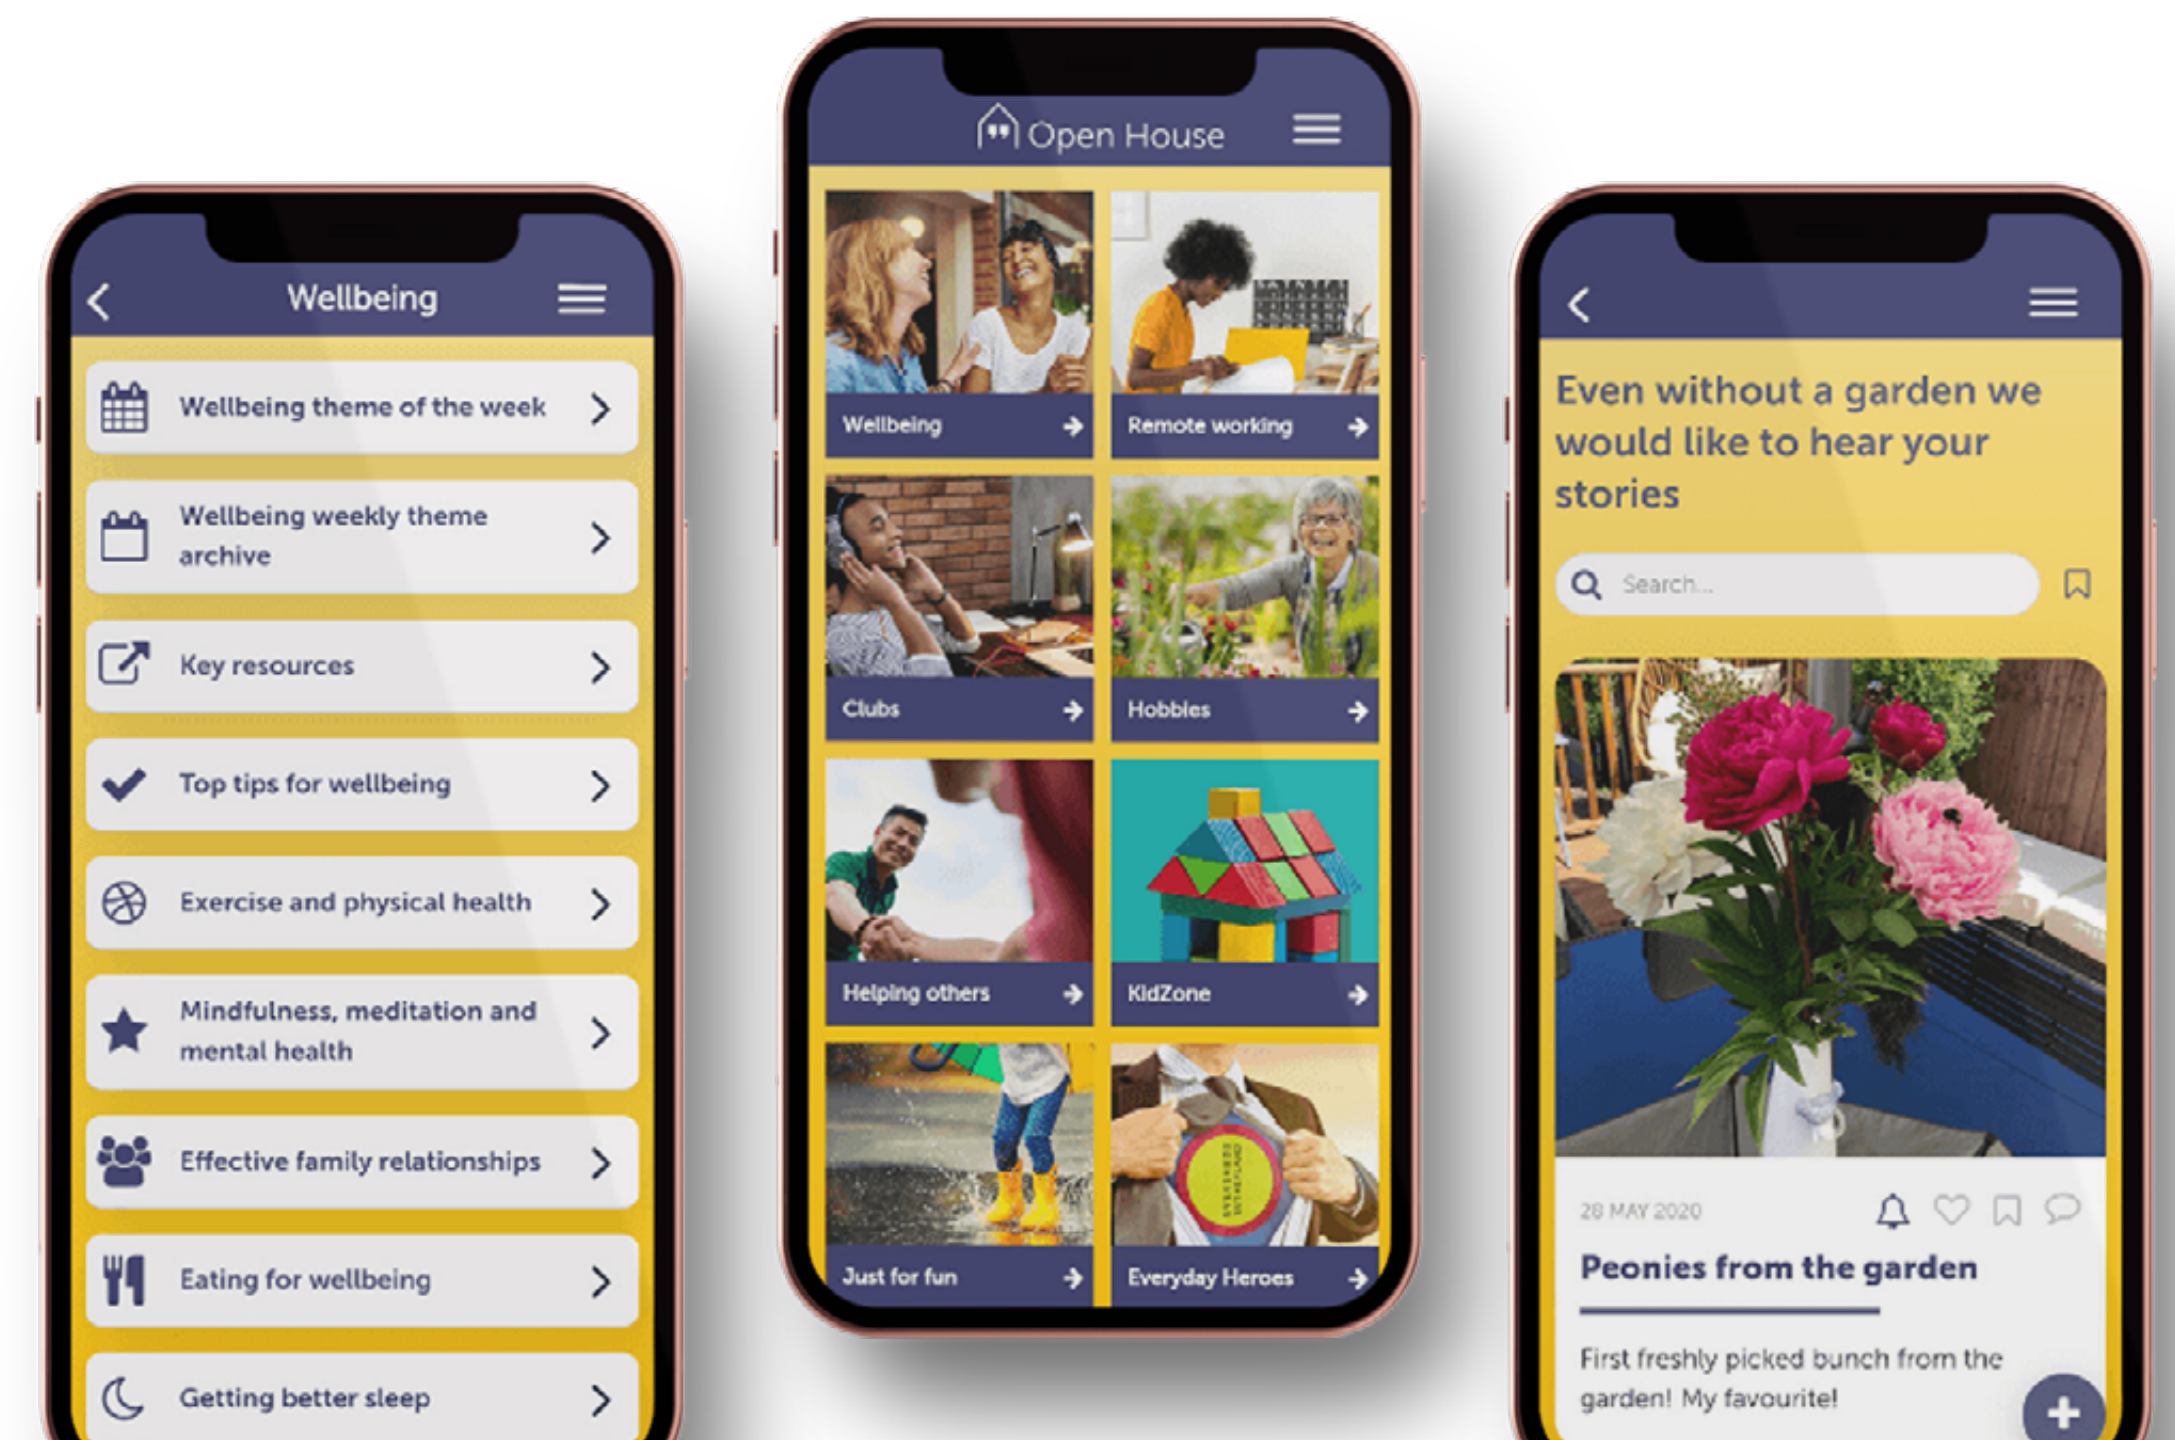 Wellbeing
Wellbeing theme of the week
Wellbeing weekly theme
archive
Key resources
Top tips for wellbeing
Exercise and physical health
Mindfulness, meditation and
mental health
Effective family relationships
Eating for wellbeing
Getting better sleep
Open House
Wellbeing
Remote working
Clubs
Hobbies
Helping others
KidZone
Just for fun
Everyday Heroes
Even without a garden we
would like to hear your
stories
Search...
28 MAY 2020
Peonies from the garden
First freshly picked bunch from the
garden! My favourite!